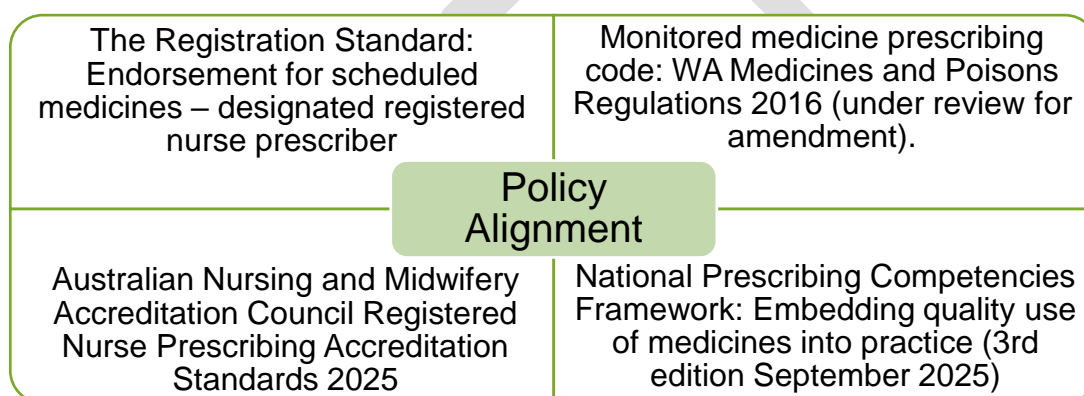 The Registration Standard:
Endorsement for scheduled
medicines – designated registered
nurse prescriber
Monitored medicine prescribing
code: WA Medicines and Poisons
Regulations 2016 (under review for
amendment).
Policy
Alignment
Australian Nursing and Midwifery
Accreditation Council Registered
Nurse Prescribing Accreditation
Standards 2025
National Prescribing Competencies
Framework: Embedding quality use
of medicines into practice (3rd
edition September 2025)